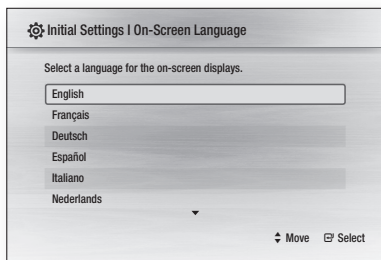 Initial Settings I On-Screen Language
Select a language for the on-screen displays.
English
Français
Deutsch
Español
Italiano
Nederlands
Move Select